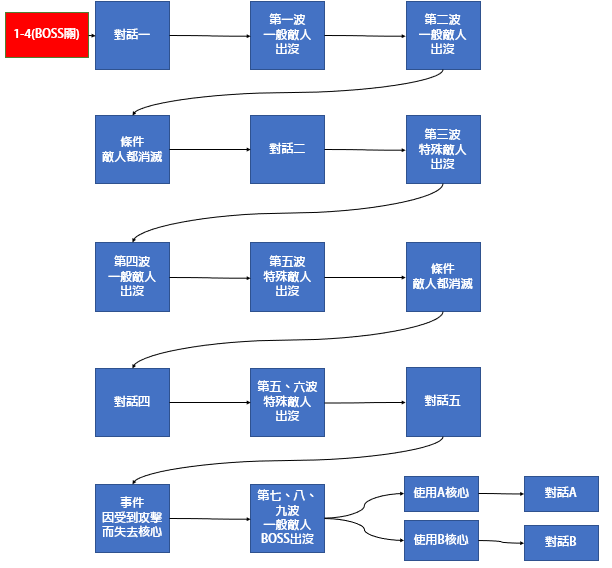 1-4(BOSS關)
對話一
第一波
一般敵人
出沒
第二波
一般敵人
出沒
條件
敵人都消滅
對話二
第三波
特殊敵人
出沒
第四波
一般敵人
出沒
第五波
特殊敵人
出沒
條件
敵人都消滅
對話四
第五、六波
特殊敵人
出沒
對話五
事件
因受到攻擊
而失去核心
第七、八、
九波
一般敵人
BOSS出沒
使用A核心
對話A
使用B核心
對話B